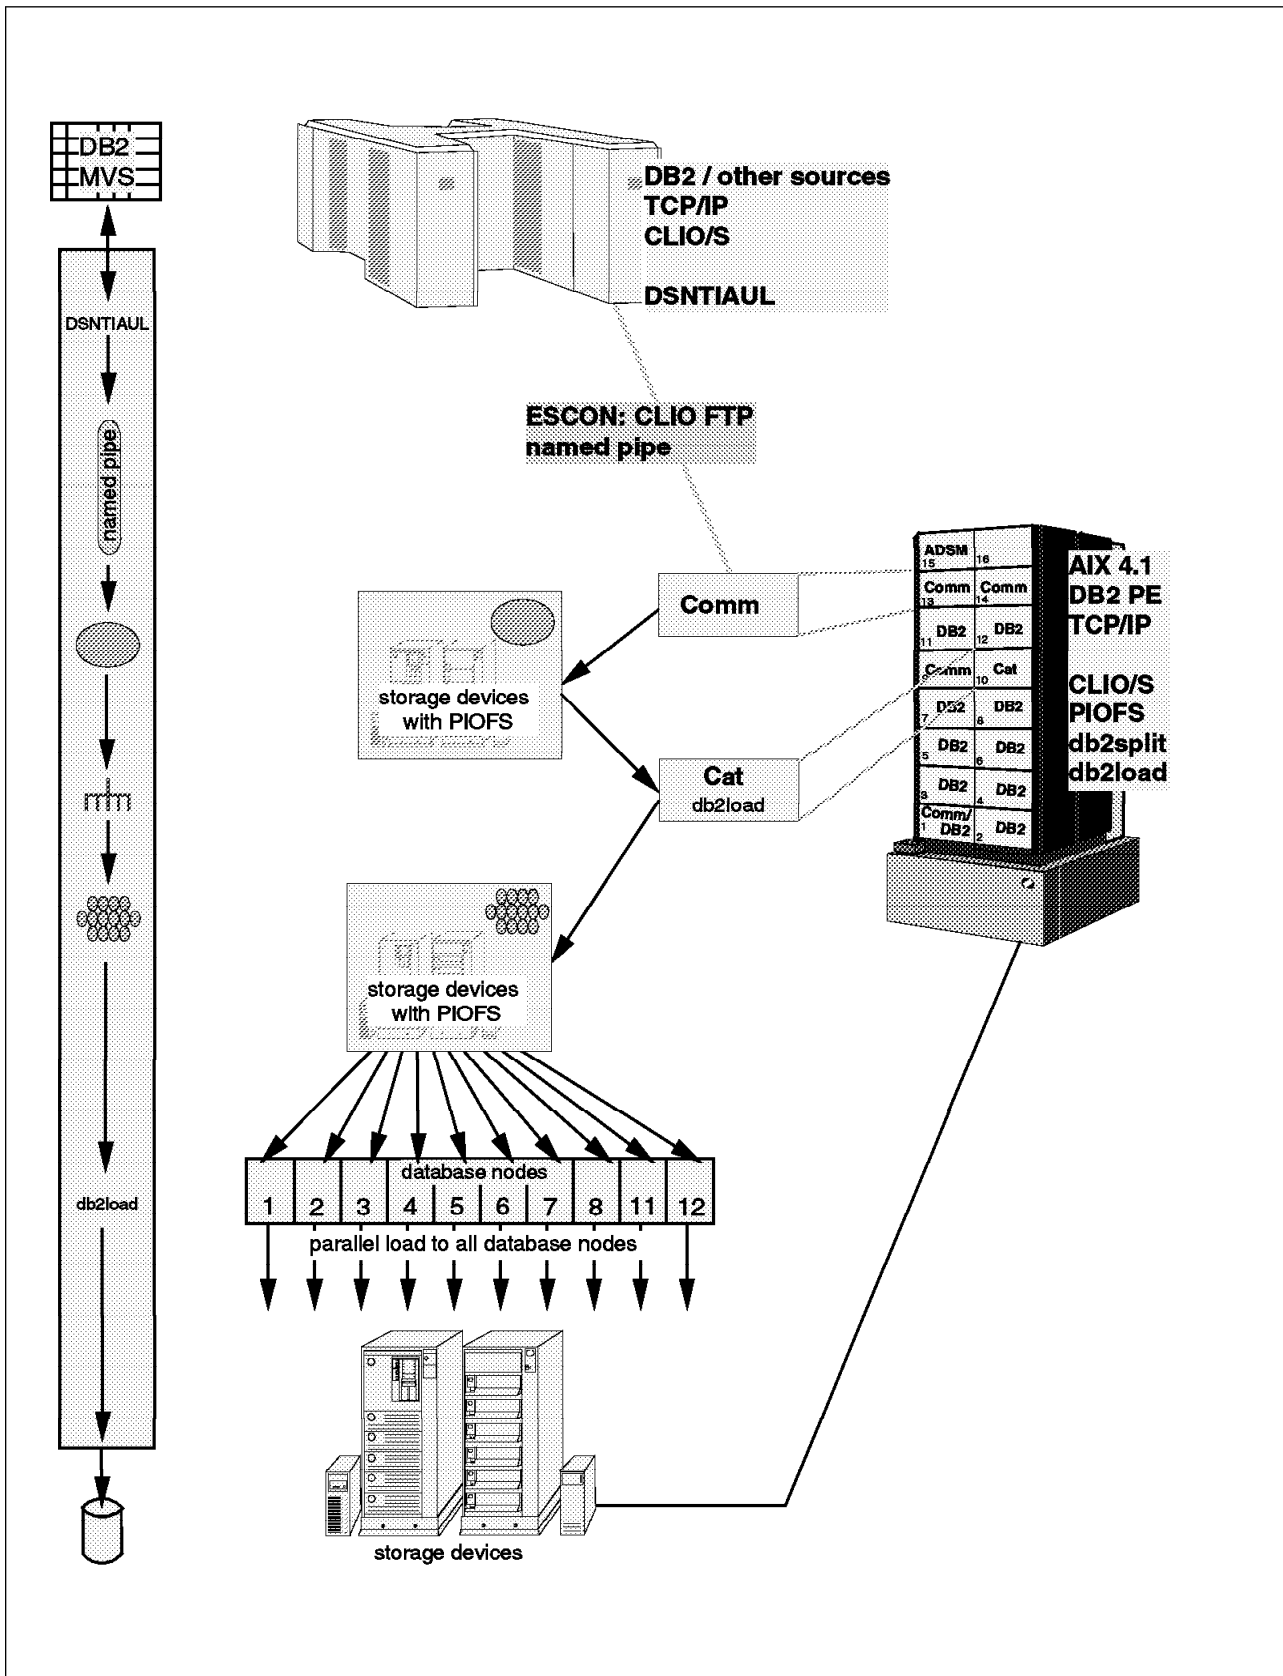 DB2
MVS
DSNTIAUL
named pipe
db2load
DB2 / other sources
TCP/IP
CLIO/S
DSNTIAUL
ESCON: CLIO FTP
named pipe
Comm
storage devices
with PIOFS
Cat
db2load
storage devices
with PIOFS
ADSM
15
16
Comm
13
Comm
14
DB2
11
DB2
12
Comm
9
Cat
10
DB2
7
DB2
8
DB2
5
DB2
6
DB2
3
DB2
4
Comm/
DB2
1
DB2
2
AIX 4.1
DB2 PE
TCP/IP
CLIO/S
PIOFS
db2split
db2load
database nodes
1 2 3 4 5 6 7 8 11 12
parallel load to all database nodes
storage devices